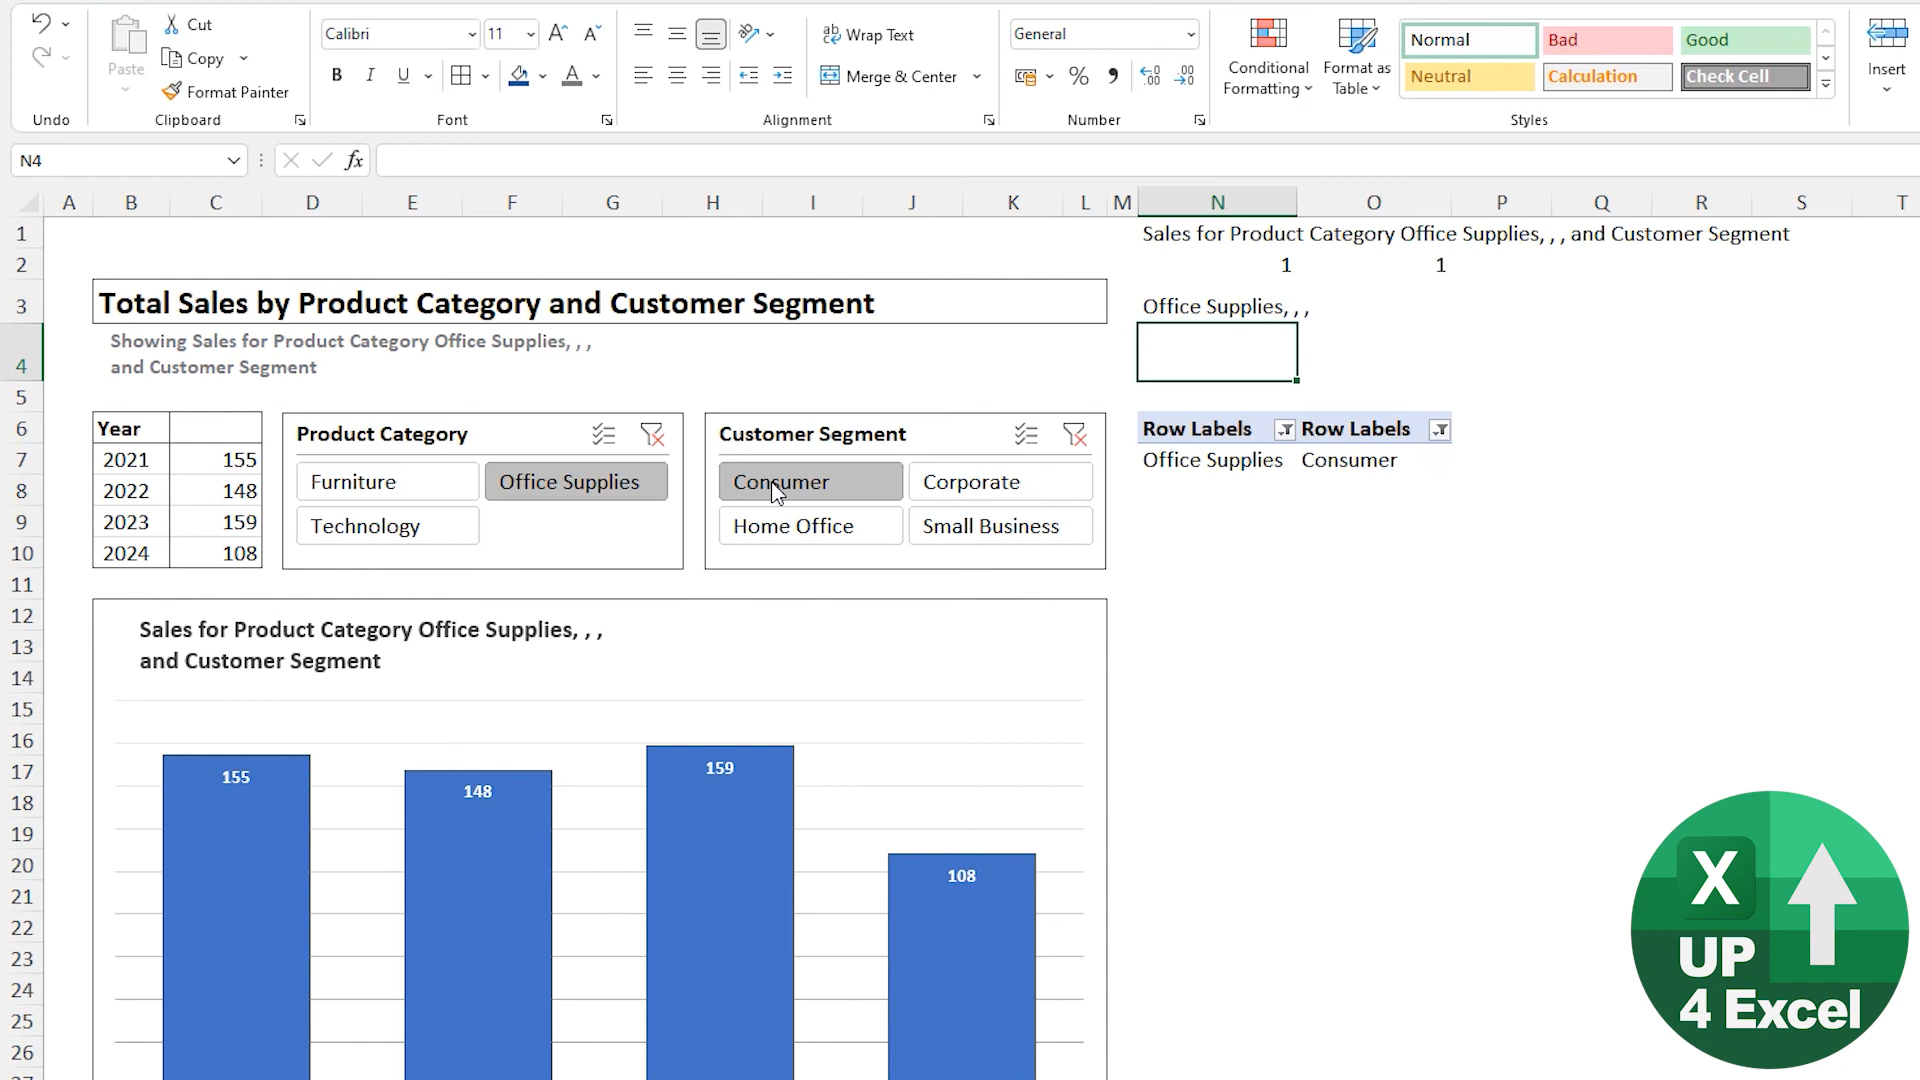 Cut
Calibri
11
Wrap Text
General
Normal
Bad
Good
Paste
Copy
Conditional
Formatting
Format as
Table
Insert
Format Painter
B I U
A
Merge & Center
%
Neutral
Calculation
Check Cell
Undo
Clipboard
Font
Alignment
Number
Styles
N4
fx
A B C D E F G H I J K L M N O P Q R S T
1
Sales for Product Category Office Supplies, , , and Customer Segment
2
1 1
3
Total Sales by Product Category and Customer Segment
Office Supplies, , ,
4
Showing Sales for Product Category Office Supplies, , ,
and Customer Segment
5
6
Year
Product Category
Customer Segment
Row Labels Row Labels
7
2021 155
Office Supplies Consumer
8
2022 148
Furniture Office Supplies
Consumer Corporate
9
2023 159
Technology
Home Office Small Business
10
2024 108
11
12
Sales for Product Category Office Supplies, , ,
13
and Customer Segment
14
15
16
17
155
148
159
18
19
20
108
21
22
23
24
25
26
27
X
UP
4 Excel